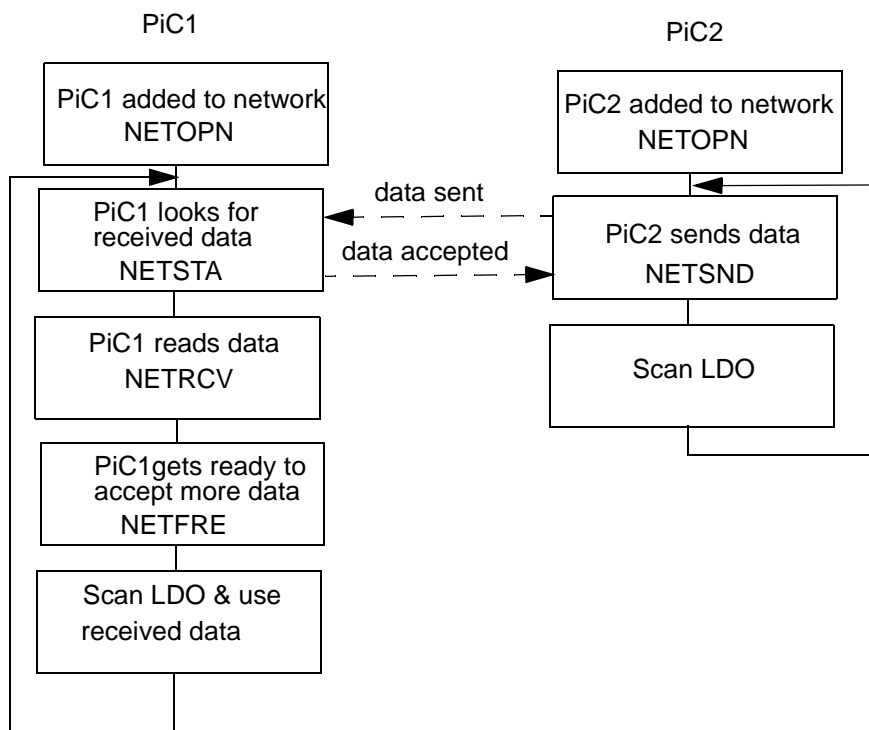 PiC1
PiC1 added to network
NETOPN
PiC1 looks for
received data
NETSTA
PiC1 reads data
NETRCV
PiC1gets ready to
accept more data
NETFRE
Scan LDO & use
received data
data sent
data accepted
PiC2
PiC2 added to network
NETOPN
PiC2 sends data
NETSND
Scan LDO